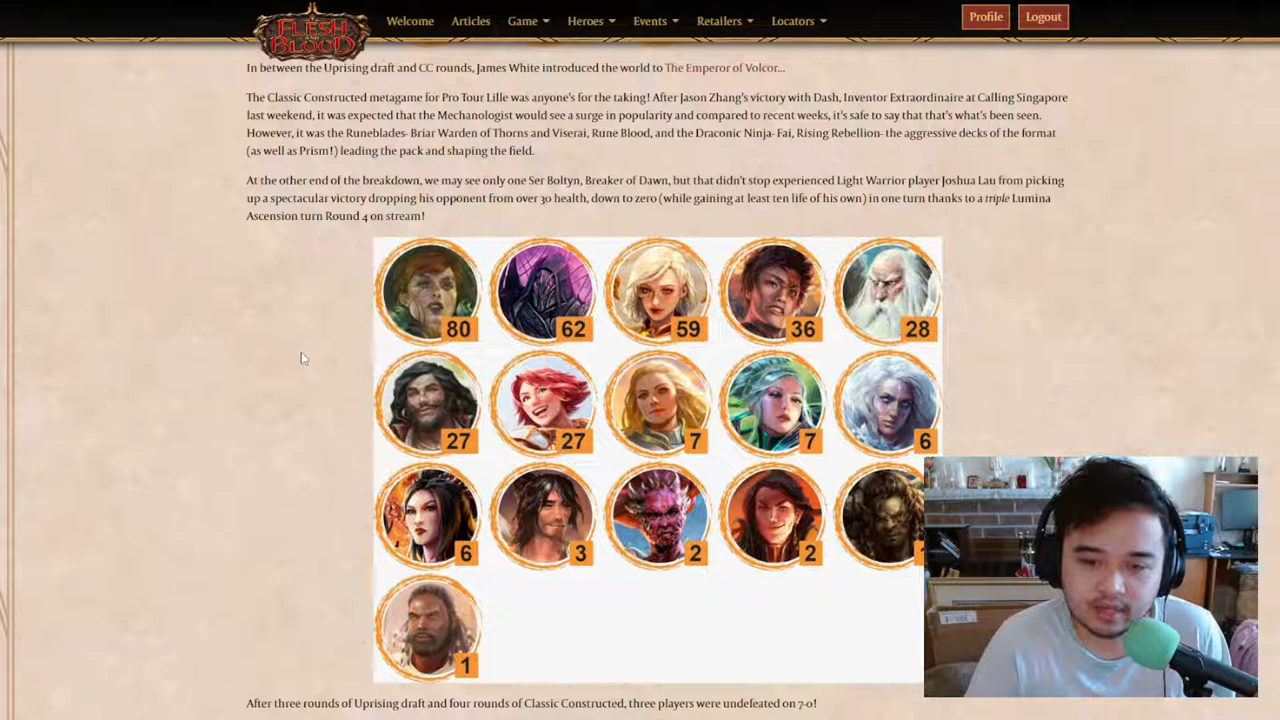 FLESH AND BLOOD
Welcome Articles Game Heroes Events Retailers Locators Profile Logout
In between the Uprising draft and CC rounds, James White introduced the world to The Emperor of Volcor...
The Classic Constructed metagame for Pro Tour Lille was anyone's for the taking! After Jason Zhang's victory with Dash, Inventor Extraordinaire at Calling Singapore
last weekend, it was expected that the Mechanologist would see a surge in popularity and compared to recent weeks, it's safe to say that that's what's been seen.
However, it was the Runeblades- Briar Warden of Thorns and Viserai, Rune Blood, and the Draconic Ninja- Fai, Rising Rebellion- the aggressive decks of the format
(as well as Prism!) leading the pack and shaping the field.
At the other end of the breakdown, we may see only one Ser Boltyn, Breaker of Dawn, but that didn't stop experienced Light Warrior player Joshua Lau from picking
up a spectacular victory dropping his opponent from over 30 health, down to zero (while gaining at least ten life of his own) in one turn thanks to a triple Lumina
Ascension turn Round 4 on stream!
80 62 59 36 28
27 27 7 7 6
6 3 2 2
1
After three rounds of Uprising draft and four rounds of Classic Constructed, three players were undefeated on 7-0!